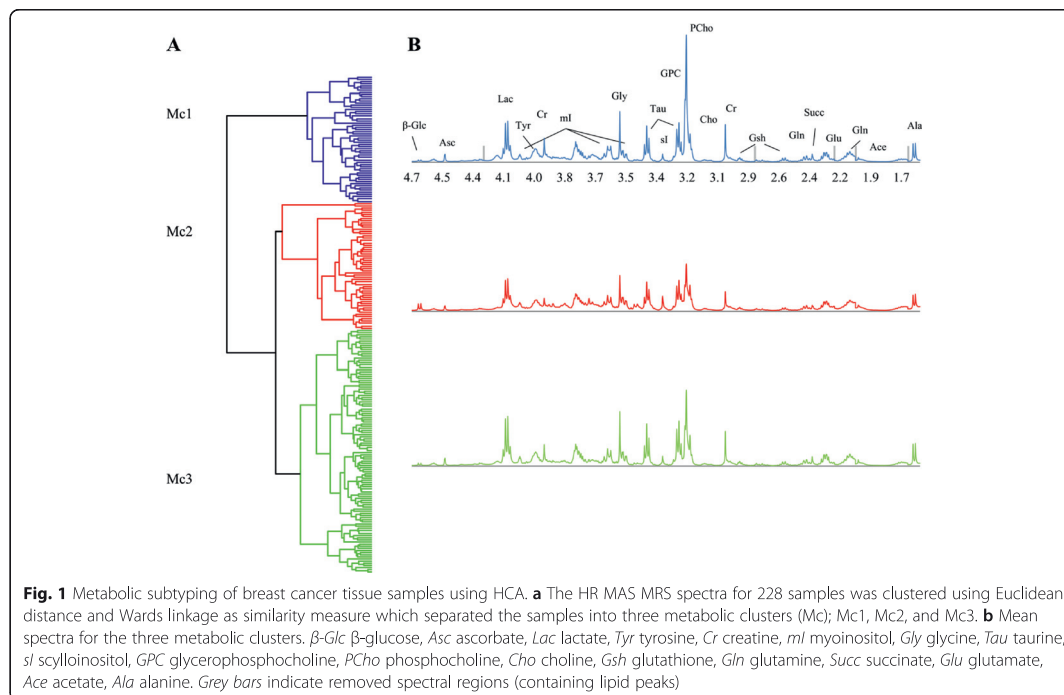 A
B
PCho
GPC
Mc1
Lac
Gly
Tau
Cr
Cr
mI
Succ
Tyr
Cho
Gln
Gln
Ala
β-Glc
Asc
sI
Gsh
Glu
Ace
4.7 4.5 4.4 4.1 4.0 3.8 3.7 3.5 3.4 3.2 3.1 2.9 2.6 2.4 2.2 1.9 1.7
Mc2
Mc3
Fig. 1 Metabolic subtyping of breast cancer tissue samples using HCA. a The HR MAS MRS spectra for 228 samples was clustered using Euclidean
distance and Wards linkage as similarity measure which separated the samples into three metabolic clusters (Mc); Mc1, Mc2, and Mc3. b Mean
spectra for the three metabolic clusters. β-Glc β-glucose, Asc ascorbate, Lac lactate, Tyr tyrosine, Cr creatine, mI myoinositol, Gly glycine, Tau taurine,
sI scylloinositol, GPC glycerophosphocholine, PCho phosphocholine, Cho choline, Gsh glutathione, Gln glutamine, Succ succinate, Glu glutamate,
Ace acetate, Ala alanine. Grey bars indicate removed spectral regions (containing lipid peaks)